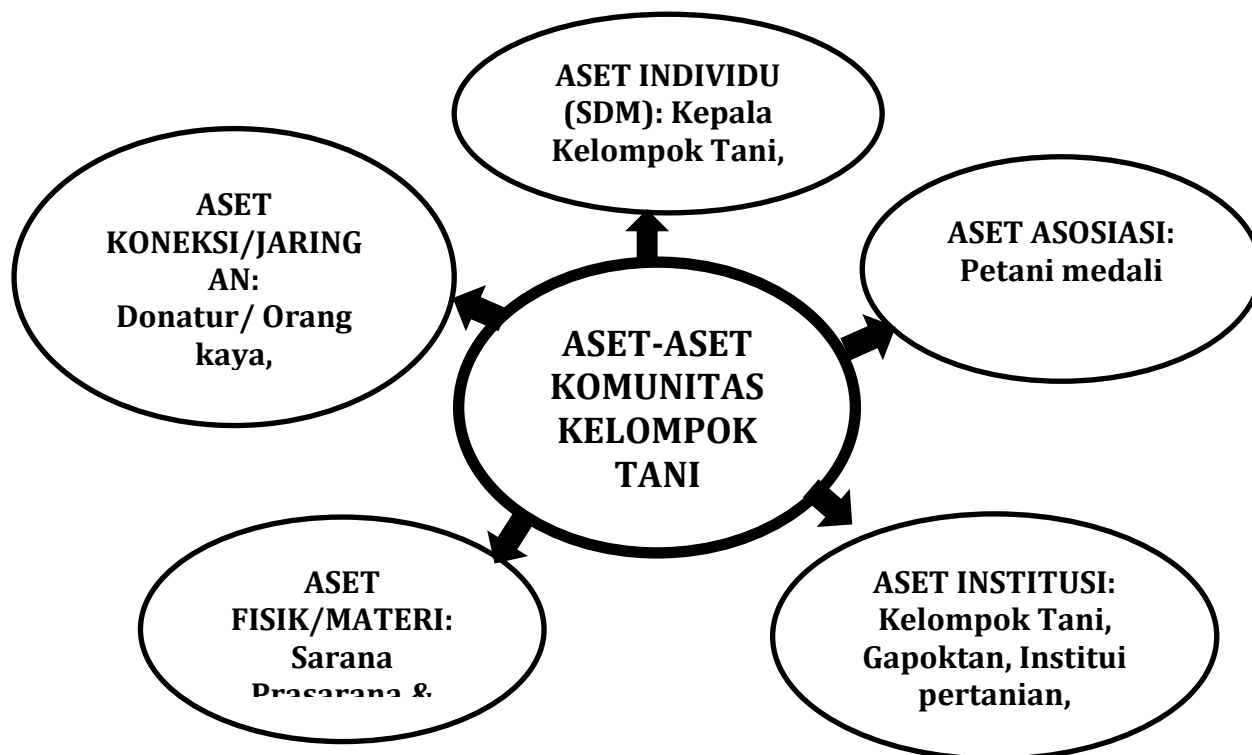 ASET INDIVIDU
(SDM): Kepala
Kelompok Tani,
ASET
KONEKSI/JARING
AN:
Donatur/ Orang
kaya,
ASET ASOSIASI:
Petani medali
ASET-ASET
KOMUNITAS
KELOMPOK
TANI
ASET
FISIK/MATERI:
Sarana
Prasarana &
ASET INSTITUSI:
Kelompok Tani,
Gapoktan, Institui
pertanian,